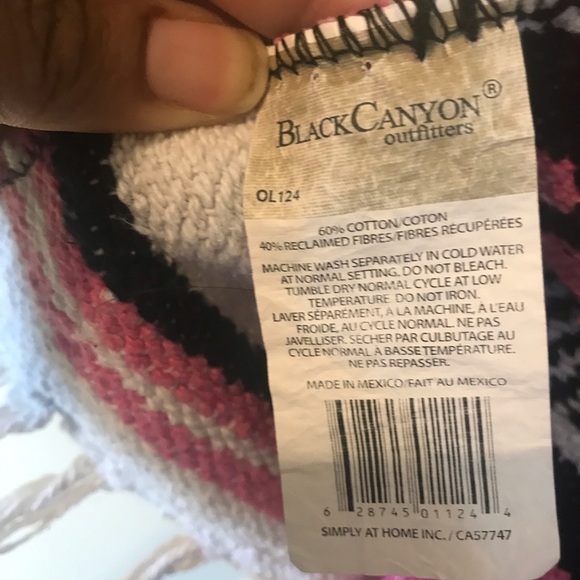 BLACKCANYON®
outfitters
OL124
60% COTTON/COTON
40% RECLAIMED FIBRES/FIBRES RÉCUPÉRÉES
MACHINE WASH SEPARATELY IN COLD WATER
AT NORMAL SETTING. DO NOT BLEACH.
TUMBLE DRY NORMAL CYCLE AT LOW
TEMPERATURE. DO NOT IRON.
LAVER SÉPARÉMENT, A LA MACHINE, À L'EAU
FROIDE, AU CYCLE NORMAL. NE PAS
JAVELLISER. SÉCHER PAR CULBUTAGE AU
CYCLE NORMAL A BASSE TEMPÉRATURE.
NE PAS REPASSER.
MADE IN MEXICO/FAIT AU MEXICO
6 28745 01124 4
SIMPLY AT HOME INC. / CA57747